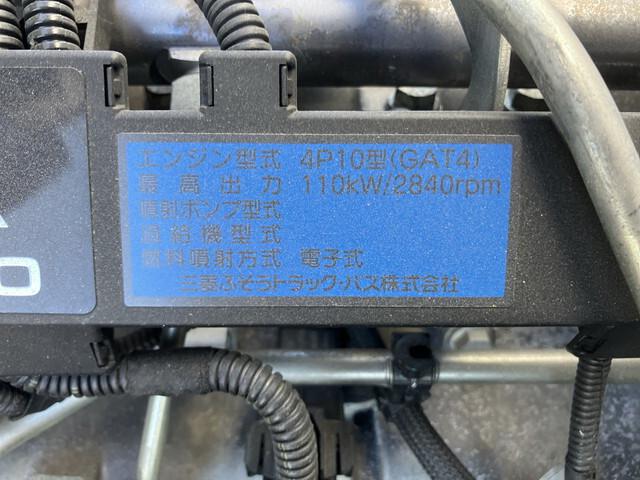 エンジン型式 4P10型(GAT4)
最高出力 110kW/2840rpm
噴射ポンプ型式
過給機型式
燃料噴射方式 電子式
三菱ふそうトラック・バス株式会社